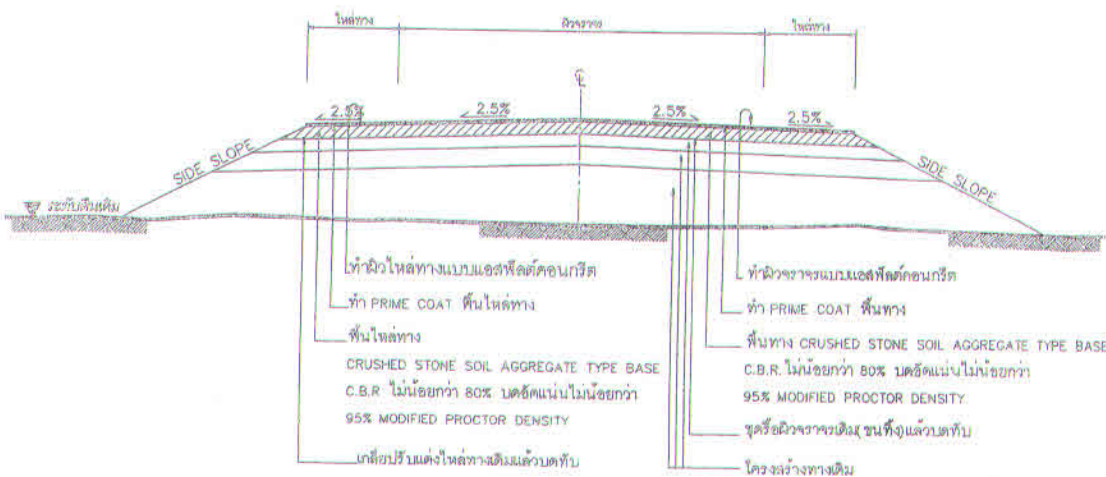 ไหล่ทาง ผิวจราจร ไหล่ทาง
℄
2.5% 2.5% 2.5% 2.5%
SIDE SLOPE SIDE SLOPE
ระดับดินเดิม
ทำผิวไหล่ทางแบบแอสฟัลต์คอนกรีต
ทำ PRIME COAT พื้นไหล่ทาง
พื้นไหล่ทาง
CRUSHED STONE SOIL AGGREGATE TYPE BASE
C.B.R ไม่น้อยกว่า 80% บดอัดแน่นไม่น้อยกว่า
95% MODIFIED PROCTOR DENSITY
เกลี่ยปรับแต่งไหล่ทางเดิมแล้วบดทับ
ทำผิวจราจรแบบแอสฟัลต์คอนกรีต
ทำ PRIME COAT พื้นทาง
พื้นทาง CRUSHED STONE SOIL AGGREGATE TYPE BASE
C.B.R. ไม่น้อยกว่า 80% บดอัดแน่นไม่น้อยกว่า
95% MODIFIED PROCTOR DENSITY
ขุดรื้อผิวจราจรเดิม(ขนทิ้ง)แล้วบดทับ
โครงสร้างทางเดิม